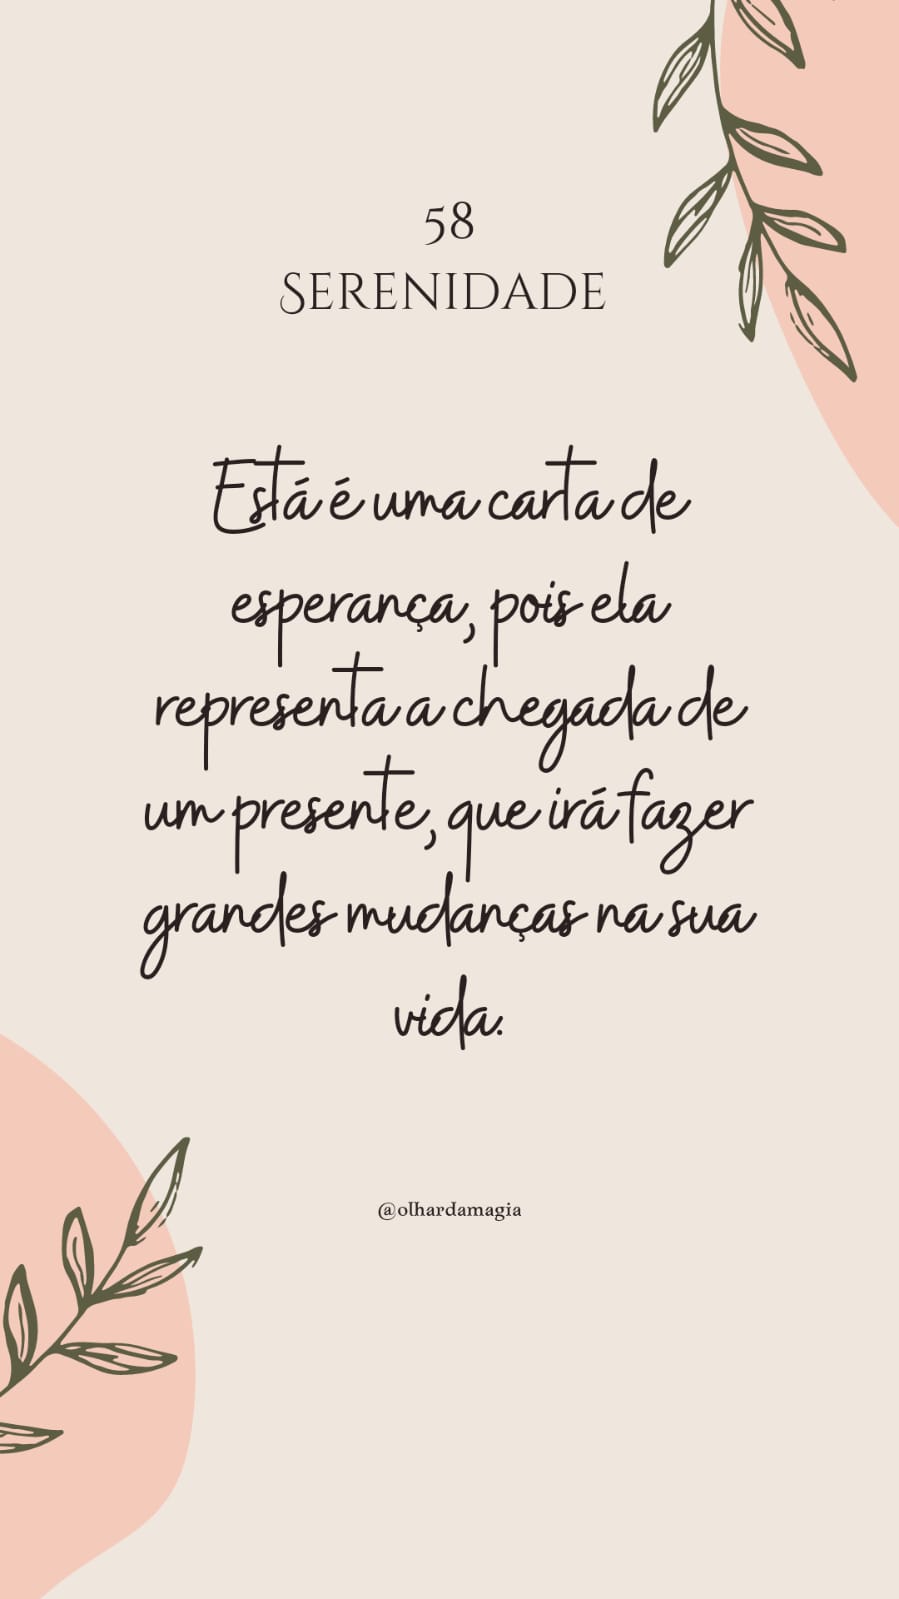 58
SERENIDADE
Está é uma carta de
esperança, pois ela
representa a chegada de
um presente, que irá fazer
grandes mudanças na sua
vida.
@olhardamagia